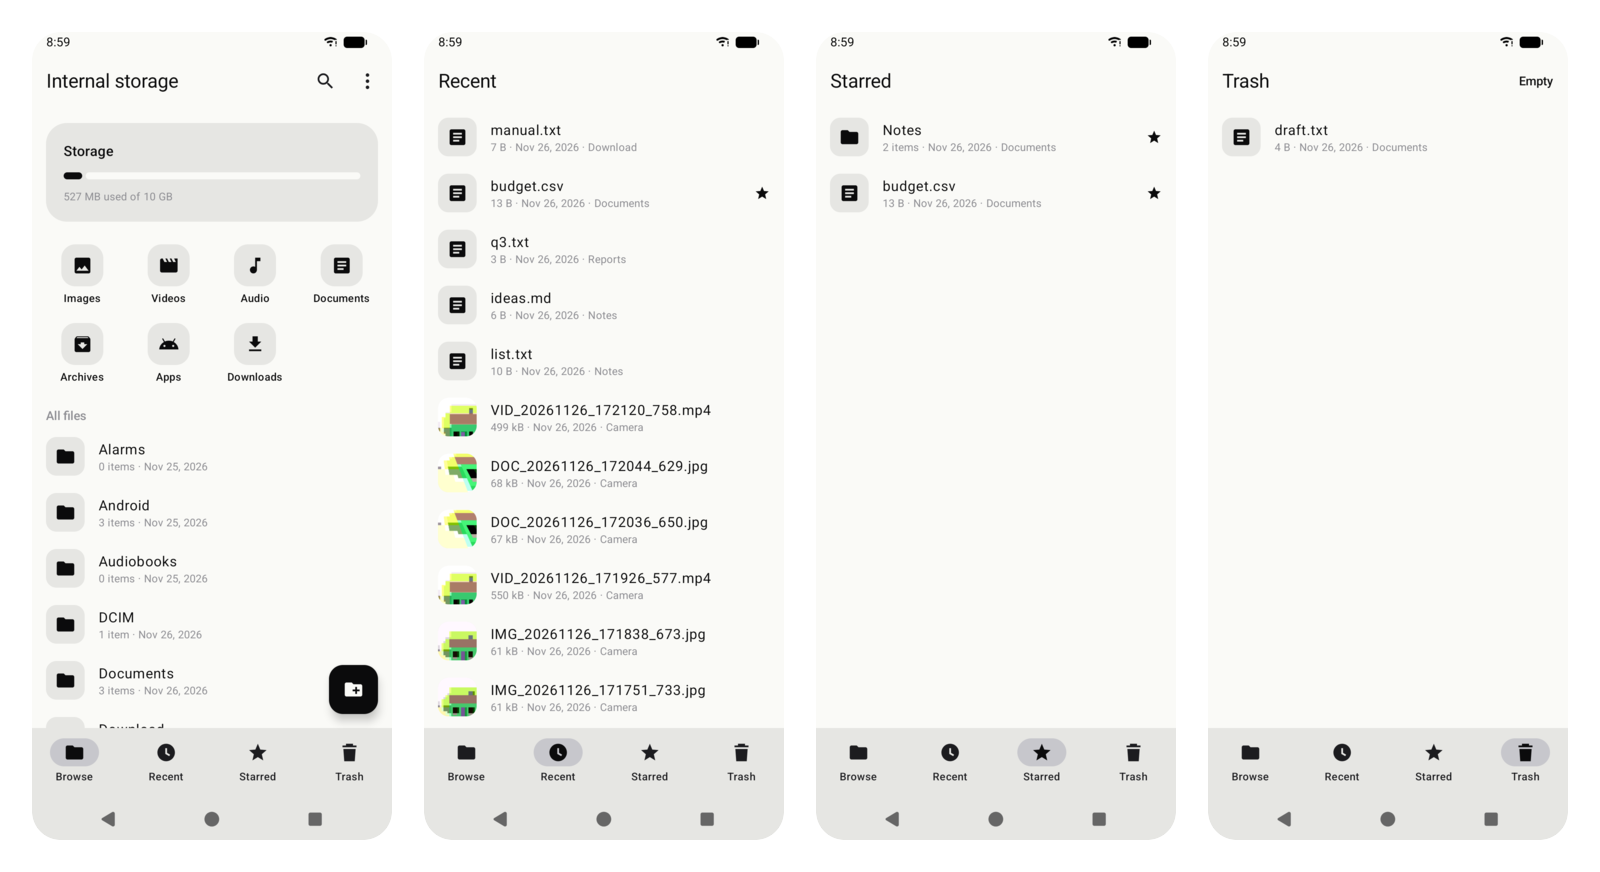 8:59
Internal storage
Storage
527 MB used of 10 GB
Images Videos Audio Documents
Archives Apps Downloads
All files
Alarms
0 items · Nov 25, 2026
Android
3 items · Nov 25, 2026
Audiobooks
0 items · Nov 25, 2026
DCIM
1 item · Nov 26, 2026
Documents
3 items · Nov 26, 2026
Download
Browse Recent Starred Trash
8:59
Recent
manual.txt
7 B · Nov 26, 2026 · Download
budget.csv
13 B · Nov 26, 2026 · Documents
q3.txt
3 B · Nov 26, 2026 · Reports
ideas.md
6 B · Nov 26, 2026 · Notes
list.txt
10 B · Nov 26, 2026 · Notes
VID_20261126_172120_758.mp4
499 kB · Nov 26, 2026 · Camera
DOC_20261126_172044_629.jpg
68 kB · Nov 26, 2026 · Camera
DOC_20261126_172036_650.jpg
67 kB · Nov 26, 2026 · Camera
VID_20261126_171926_577.mp4
550 kB · Nov 26, 2026 · Camera
IMG_20261126_171838_673.jpg
61 kB · Nov 26, 2026 · Camera
IMG_20261126_171751_733.jpg
61 kB · Nov 26, 2026 · Camera
Browse Recent Starred Trash
8:59
Starred
Notes
2 items · Nov 26, 2026 · Documents
budget.csv
13 B · Nov 26, 2026 · Documents
Browse Recent Starred Trash
8:59
Trash Empty
draft.txt
4 B · Nov 26, 2026 · Documents
Browse Recent Starred Trash